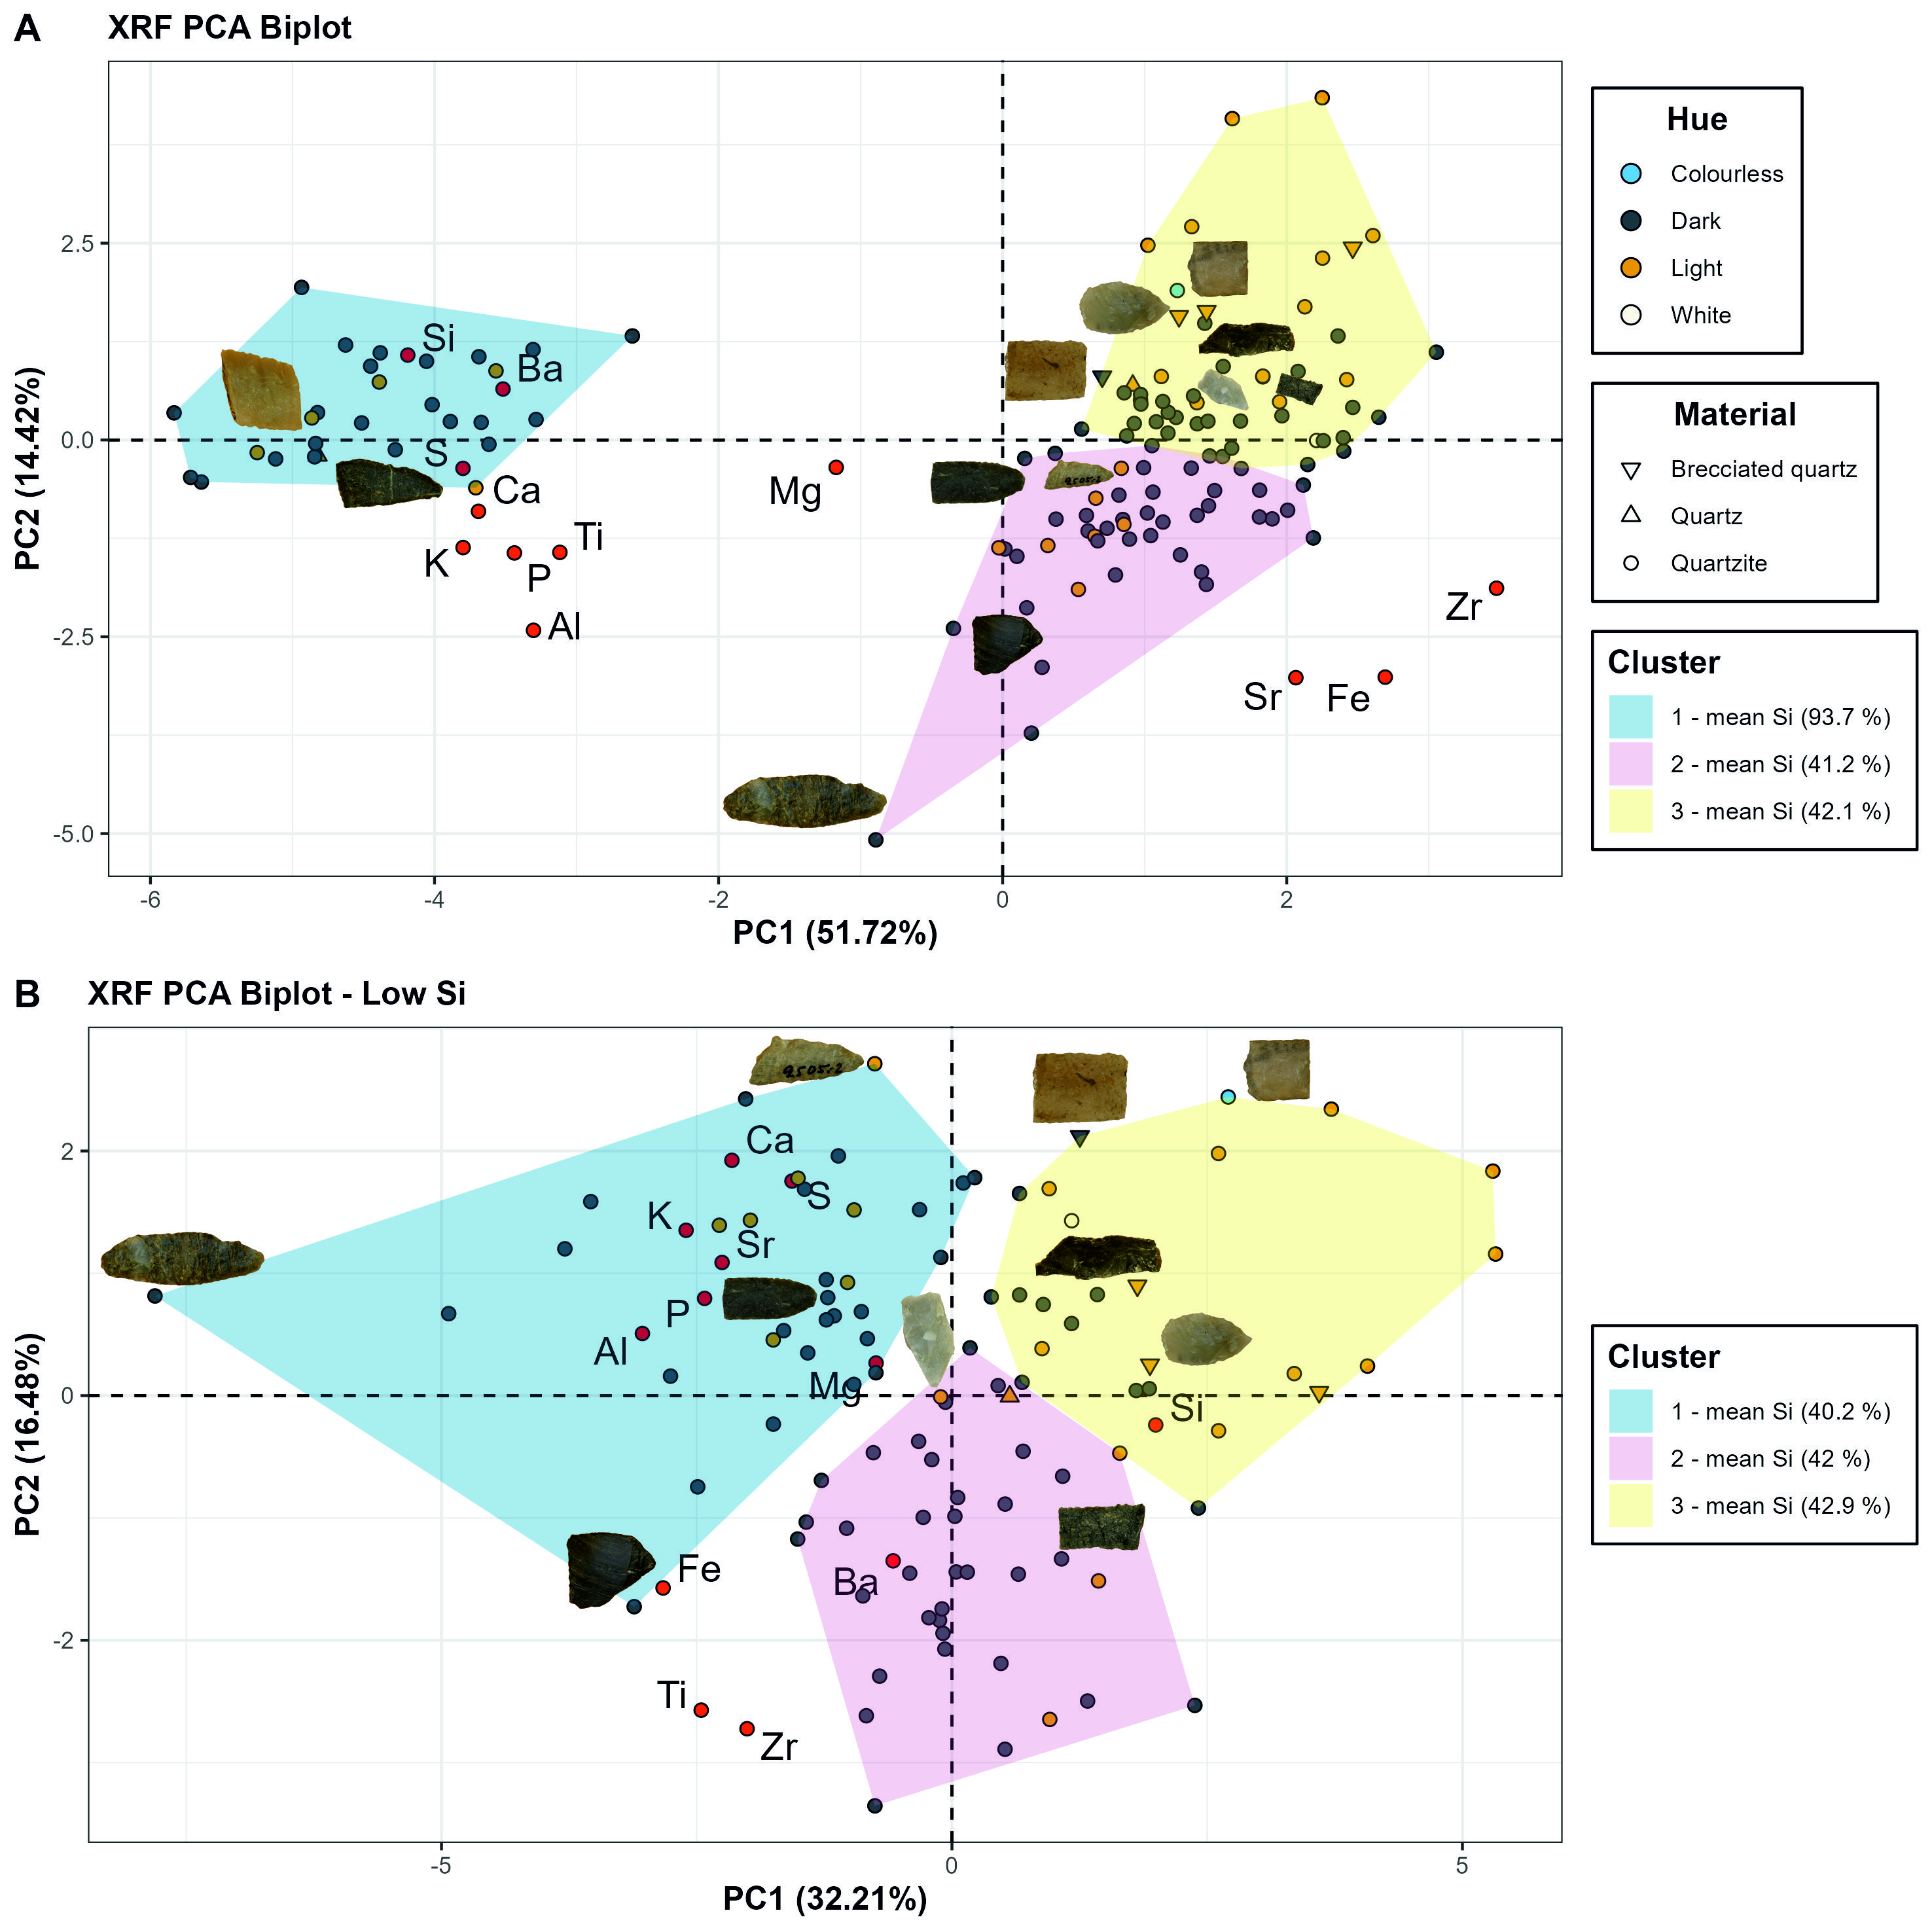 A
XRF PCA Biplot
PC2 (14.42%)
2.5
0.0
-2.5
-5.0
Si
Ba
S
Ca
K
P
Ti
Al
Mg
9505:2
Zr
Sr
Fe
-6
-4
-2
0
2
PC1 (51.72%)
Hue
Colourless
Dark
Light
White
Material
Brecciated quartz
Quartz
Quartzite
Cluster
1 - mean Si (93.7 %)
2 - mean Si (41.2 %)
3 - mean Si (42.1 %)
B
XRF PCA Biplot - Low Si
PC2 (16.48%)
2
0
-2
9505:2
Ca
S
K
Sr
P
Al
Mg
Si
Fe
Ba
Ti
Zr
-5
0
5
PC1 (32.21%)
Cluster
1 - mean Si (40.2 %)
2 - mean Si (42 %)
3 - mean Si (42.9 %)